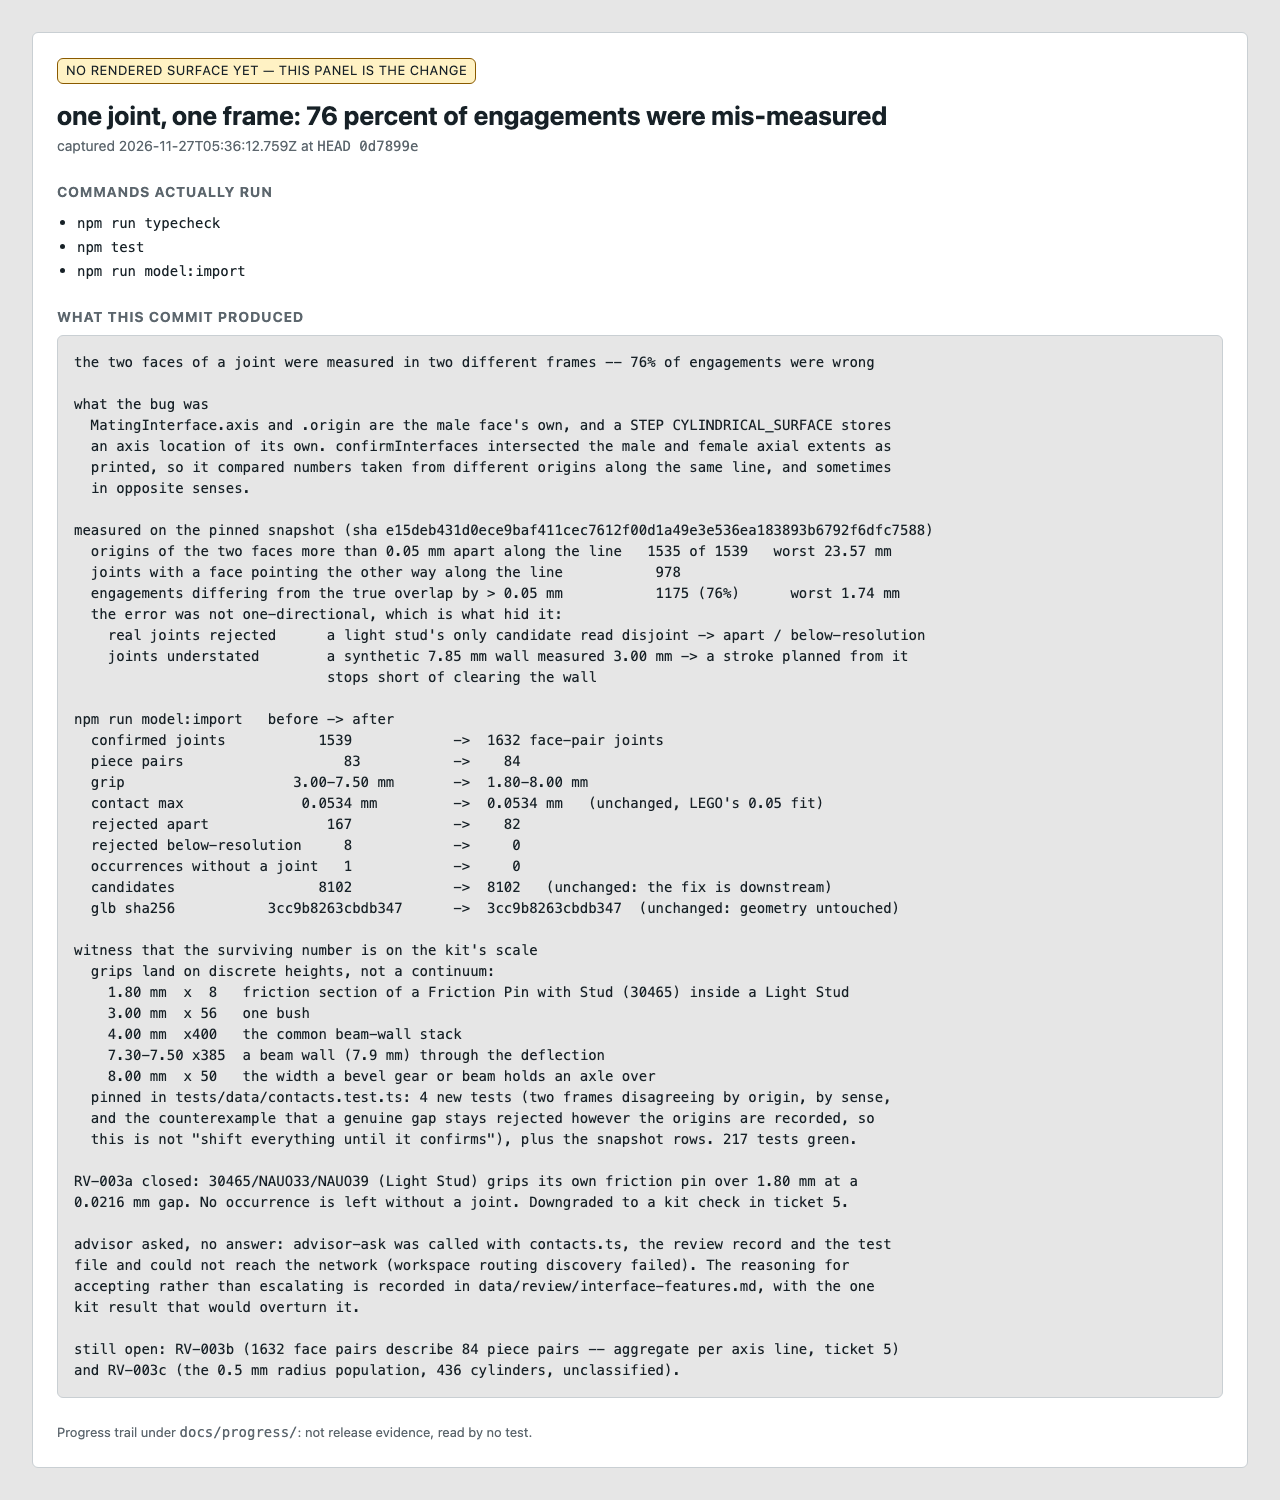 NO RENDERED SURFACE YET — THIS PANEL IS THE CHANGE
one joint, one frame: 76 percent of engagements were mis-measured
captured 2026-11-27T05:36:12.759Z at HEAD 0d7899e
COMMANDS ACTUALLY RUN
• npm run typecheck
• npm test
• npm run model:import
WHAT THIS COMMIT PRODUCED
the two faces of a joint were measured in two different frames -- 76% of engagements were wrong
what the bug was
MatingInterface.axis and .origin are the male face's own, and a STEP CYLINDRICAL_SURFACE stores
an axis location of its own. confirmInterfaces intersected the male and female axial extents as
printed, so it compared numbers taken from different origins along the same line, and sometimes
in opposite senses.
measured on the pinned snapshot (sha e15deb431d0ece9baf411cec7612f00d1a49e3e536ea183893b6792f6dfc7588)
origins of the two faces more than 0.05 mm apart along the line 1535 of 1539 worst 23.57 mm
joints with a face pointing the other way along the line 978
engagements differing from the true overlap by > 0.05 mm 1175 (76%) worst 1.74 mm
the error was not one-directional, which is what hid it:
real joints rejected a light stud's only candidate read disjoint -> apart / below-resolution
joints understated a synthetic 7.85 mm wall measured 3.00 mm -> a stroke planned from it
stops short of clearing the wall
npm run model:import before -> after
confirmed joints 1539 -> 1632 face-pair joints
piece pairs 83 -> 84
grip 3.00-7.50 mm -> 1.80-8.00 mm
contact max 0.0534 mm -> 0.0534 mm (unchanged, LEGO's 0.05 fit)
rejected apart 167 -> 82
rejected below-resolution 8 -> 0
occurrences without a joint 1 -> 0
candidates 8102 -> 8102 (unchanged: the fix is downstream)
glb sha256 3cc9b8263cbdb347 -> 3cc9b8263cbdb347 (unchanged: geometry untouched)
witness that the surviving number is on the kit's scale
grips land on discrete heights, not a continuum:
1.80 mm x 8 friction section of a Friction Pin with Stud (30465) inside a Light Stud
3.00 mm x 56 one bush
4.00 mm x400 the common beam-wall stack
7.30-7.50 x385 a beam wall (7.9 mm) through the deflection
8.00 mm x 50 the width a bevel gear or beam holds an axle over
pinned in tests/data/contacts.test.ts: 4 new tests (two frames disagreeing by origin, by sense,
and the counterexample that a genuine gap stays rejected however the origins are recorded, so
this is not "shift everything until it confirms"), plus the snapshot rows. 217 tests green.
RV-003a closed: 30465/NAUO33/NAUO39 (Light Stud) grips its own friction pin over 1.80 mm at a
0.0216 mm gap. No occurrence is left without a joint. Downgraded to a kit check in ticket 5.
advisor asked, no answer: advisor-ask was called with contacts.ts, the review record and the test
file and could not reach the network (workspace routing discovery failed). The reasoning for
accepting rather than escalating is recorded in data/review/interface-features.md, with the one
kit result that would overturn it.
still open: RV-003b (1632 face pairs describe 84 piece pairs -- aggregate per axis line, ticket 5)
and RV-003c (the 0.5 mm radius population, 436 cylinders, unclassified).
Progress trail under docs/progress/: not release evidence, read by no test.